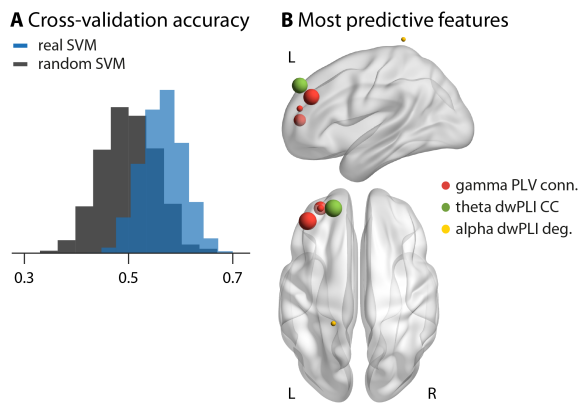 A Cross-validation accuracy
real SVM
random SVM
0.3 0.5 0.7
B Most predictive features
L
gamma PLV conn.
theta dwPLI CC
alpha dwPLI deg.
L R